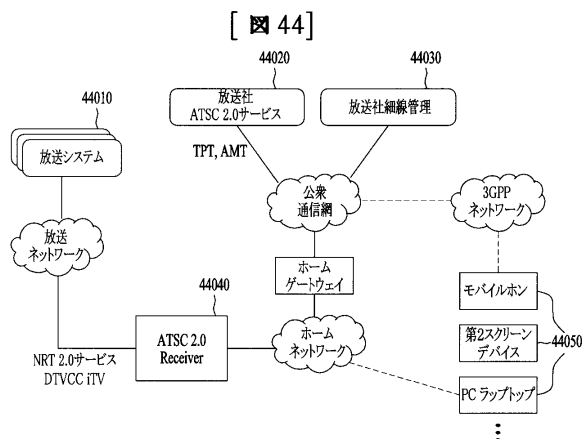 [図 44]
44010
放送システム
44020
放送社
ATSC 2.0サービス
44030
放送社細線管理
TPT, AMT
放送
ネットワーク
公衆
通信網
3GPP
ネットワーク
ホーム
ゲートウェイ
44040
ATSC 2.0
Receiver
ホーム
ネットワーク
NRT 2.0サービス
DTVCC iTV
モバイルホン
第2スクリーン
デバイス
44050
PC ラップトップ